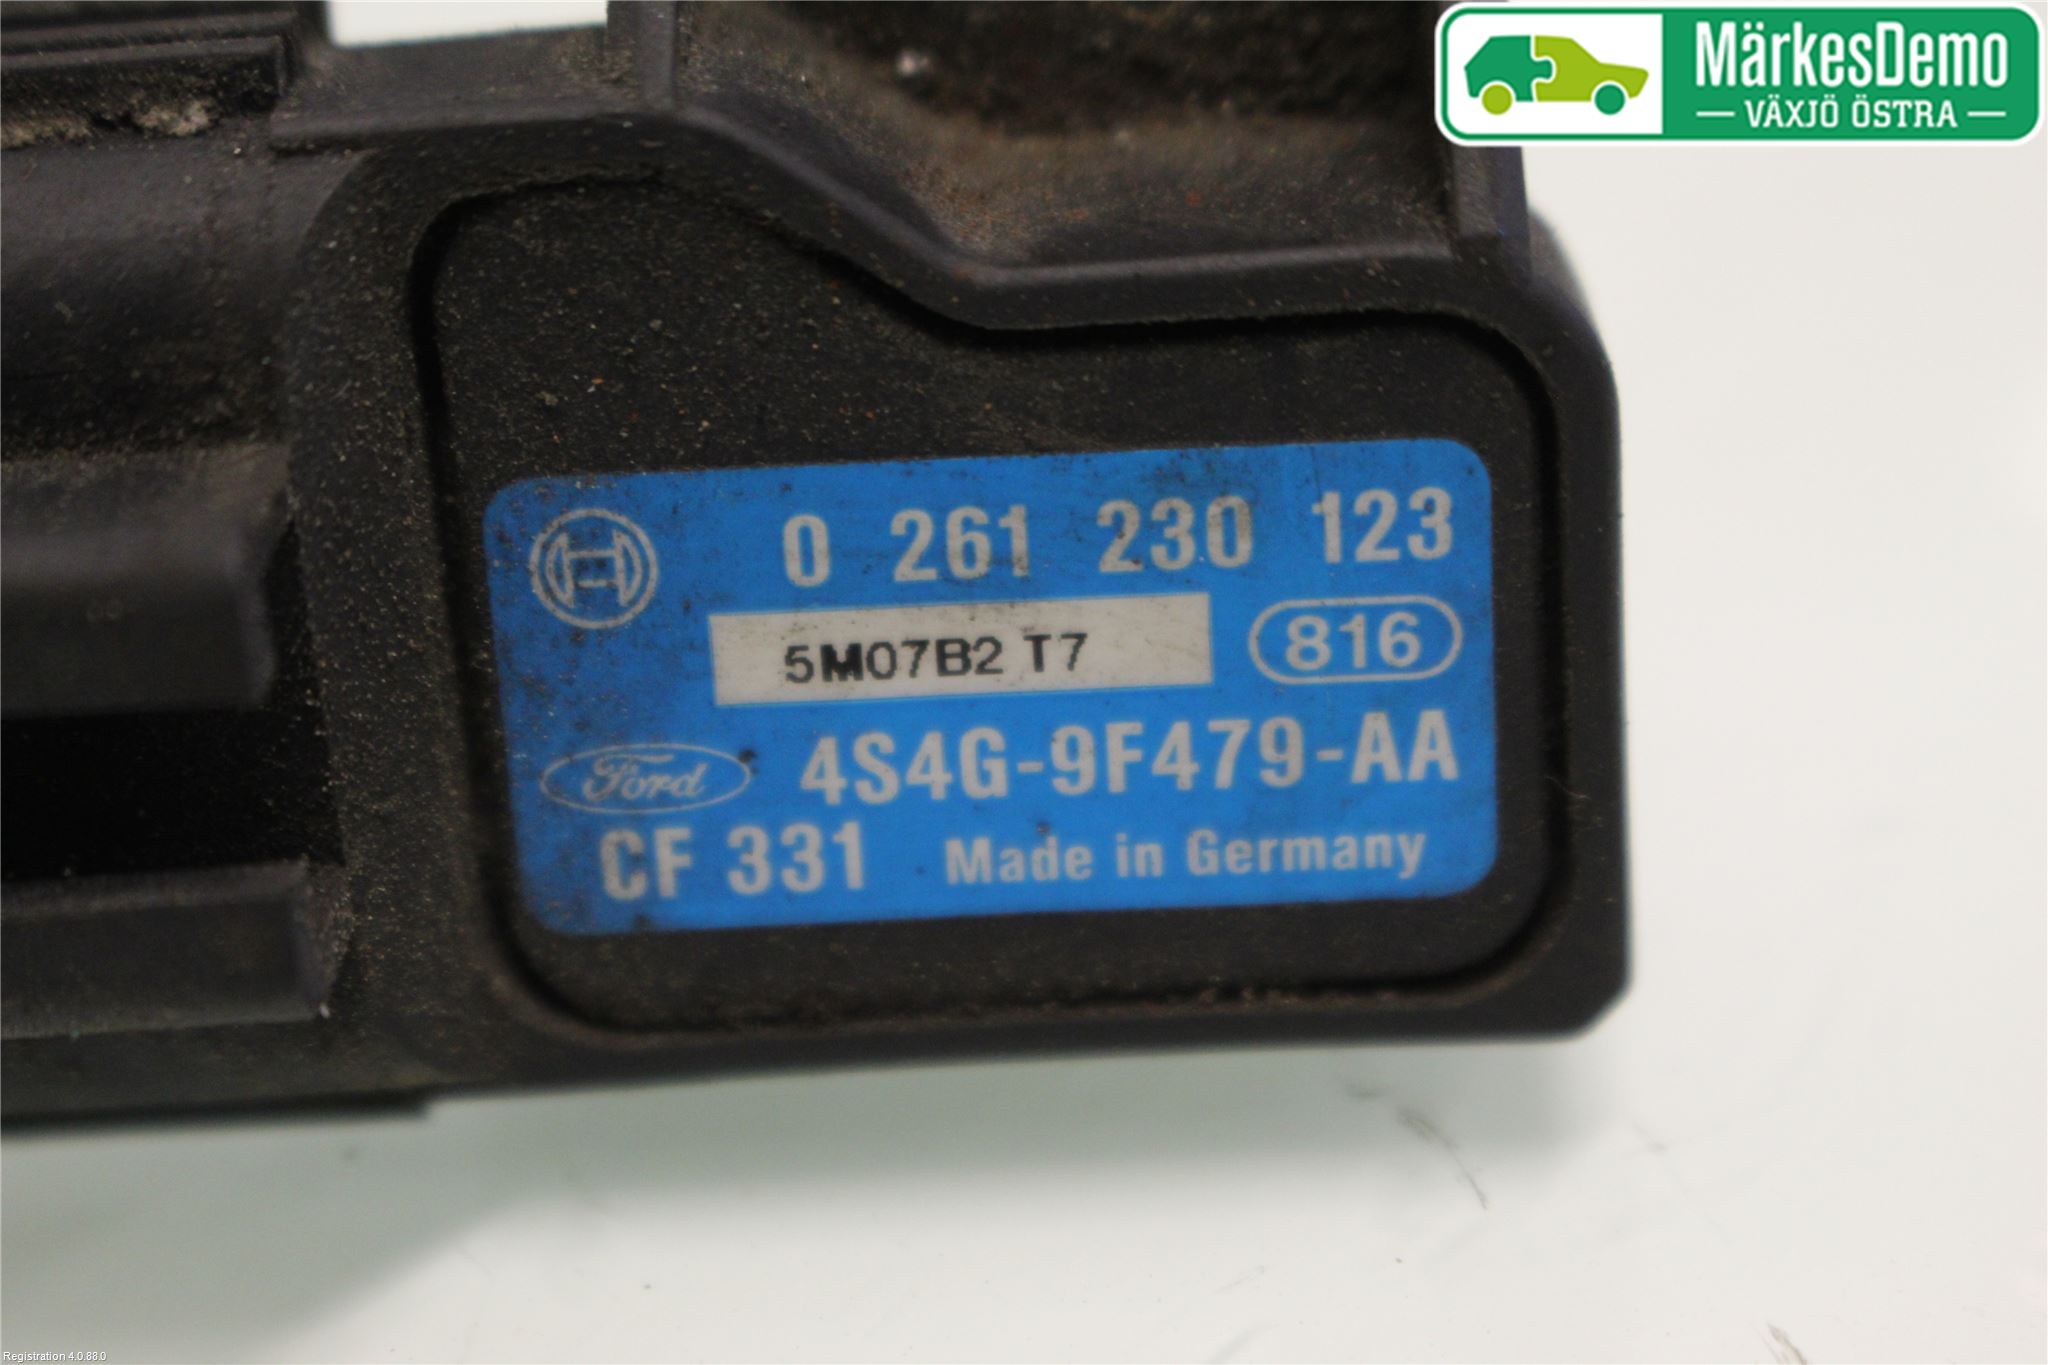 MärkesDemo
VÄXJÖ ÖSTRA
0 261 230 123
5M07B2 T7
816
Ford 4S4G-9F479-AA
CF 331 Made in Germany
Registration 4.0.88.0